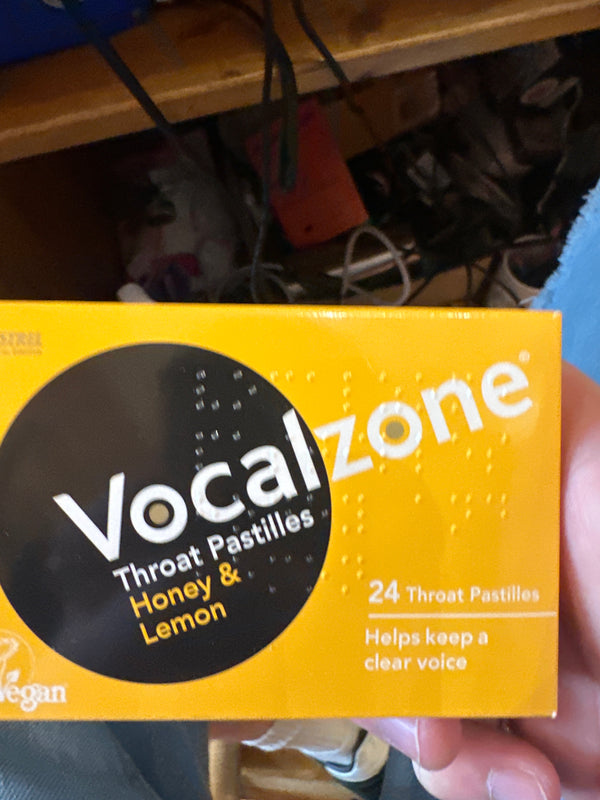 Vocalzone®
Throat Pastilles
Honey &
Lemon
24 Throat Pastilles
Helps keep a
clear voice